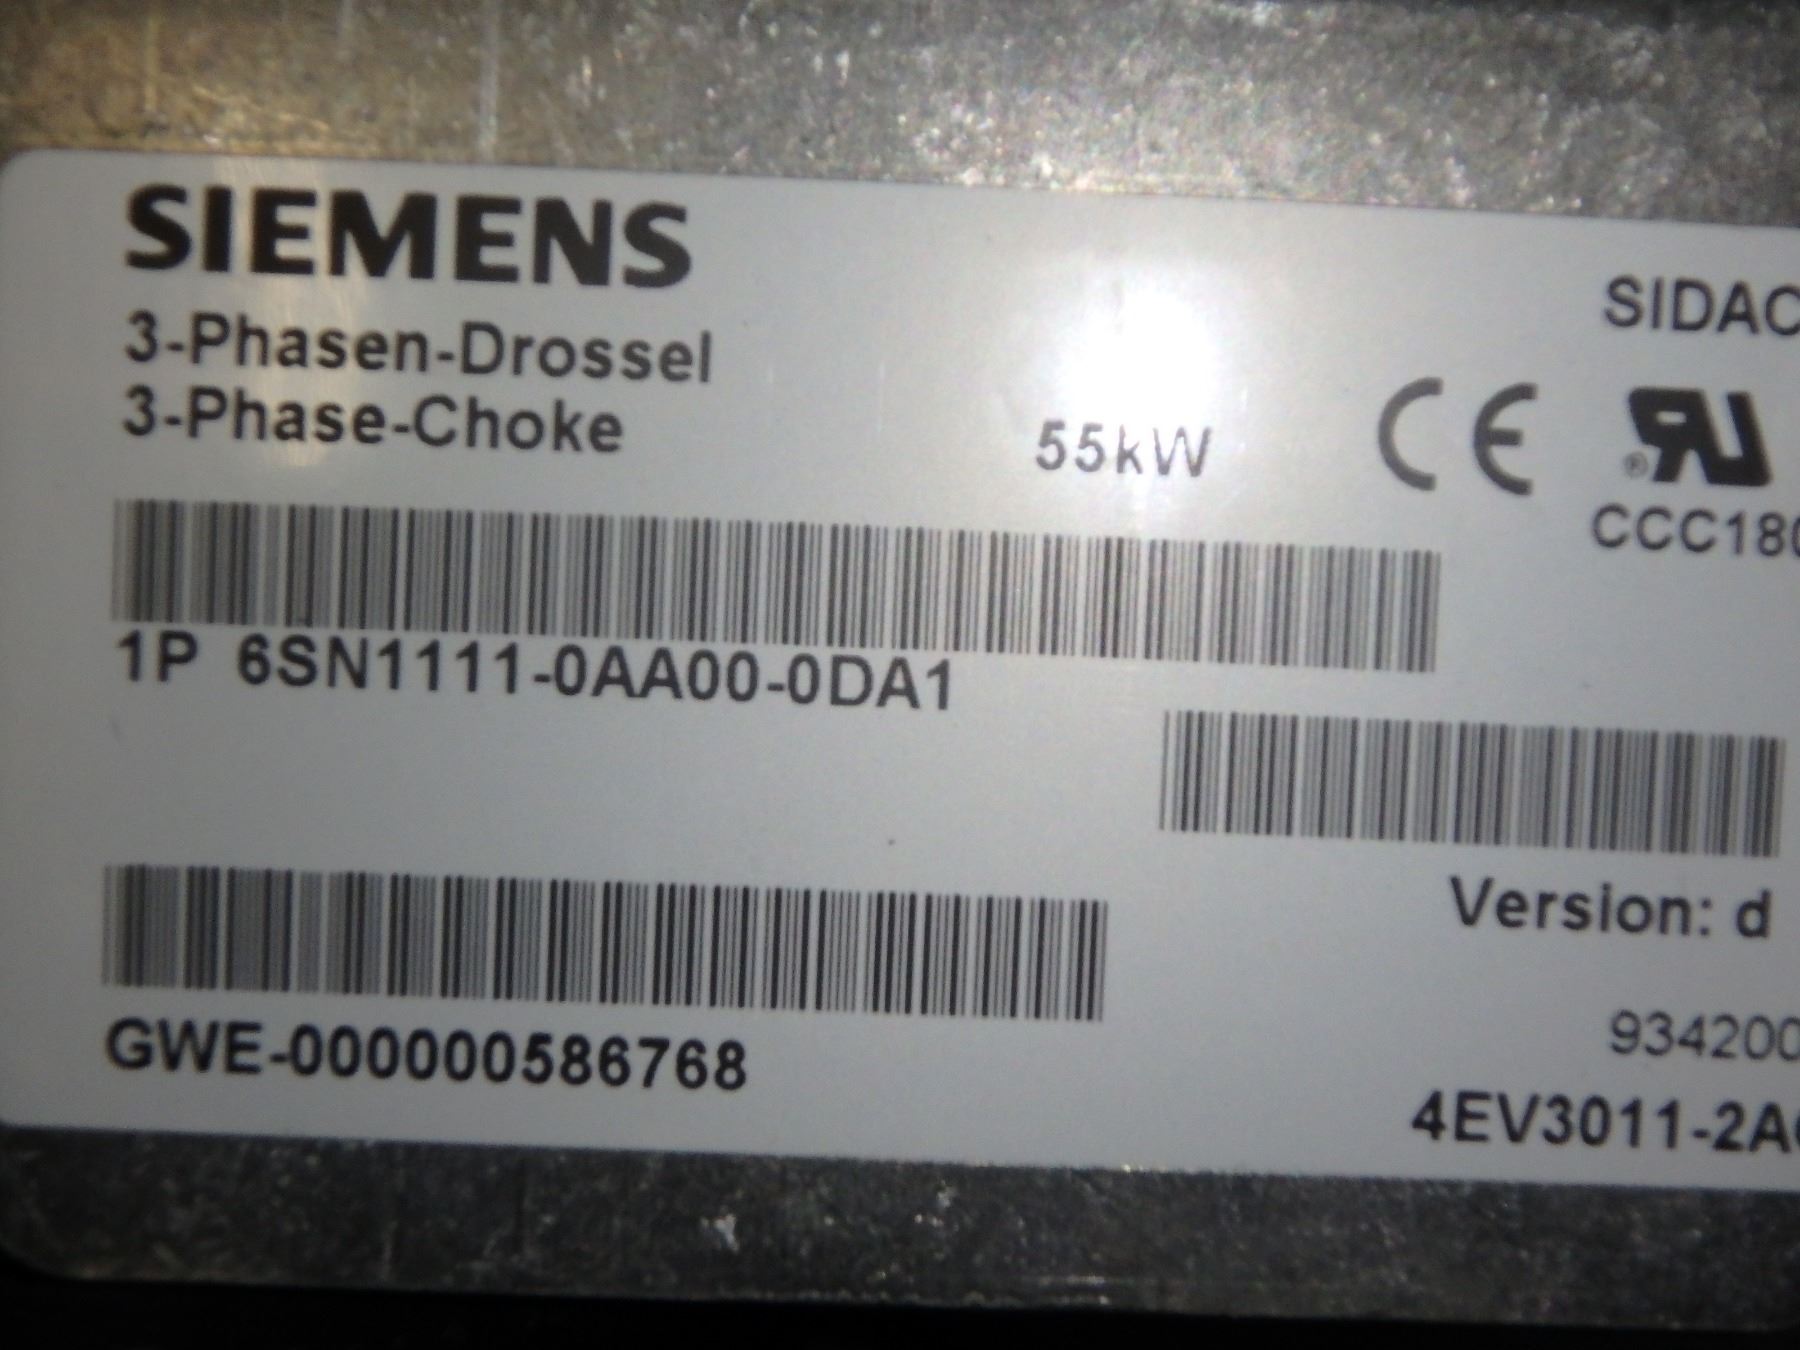 SIEMENS
3-Phasen-Drossel
3-Phase-Choke
55kW
SIDAC
CE
®
CCC180
1P 6SN1111-0AA00-0DA1
Version: d
GWE-000000586768
934200
4EV3011-2A